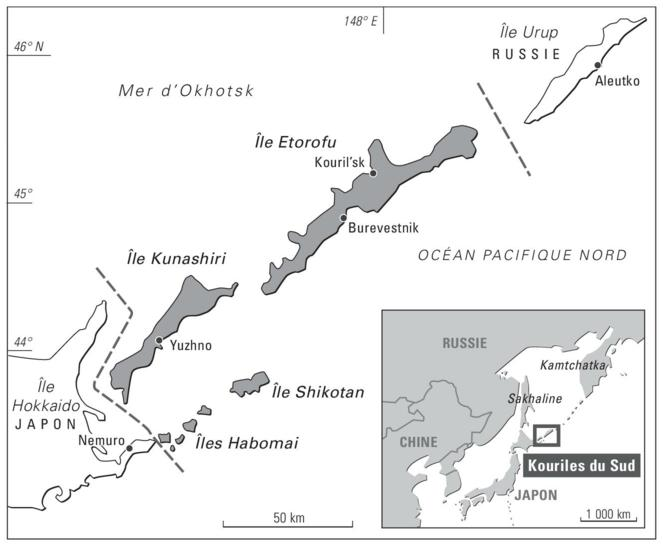 148° E
Île Urup
RUSSIE
46° N
Aleutko
Mer d'Okhotsk
Île Etorofu
Kouril'sk
45°
Burevestnik
OCÉAN PACIFIQUE NORD
Île Kunashiri
Yuzhno
44°
Île
Hokkaido
JAPON
Île Shikotan
Nemuro
Îles Habomai
50 km
RUSSIE
Kamtchatka
Sakhaline
CHINE
Kouriles du Sud
JAPON
1 000 km